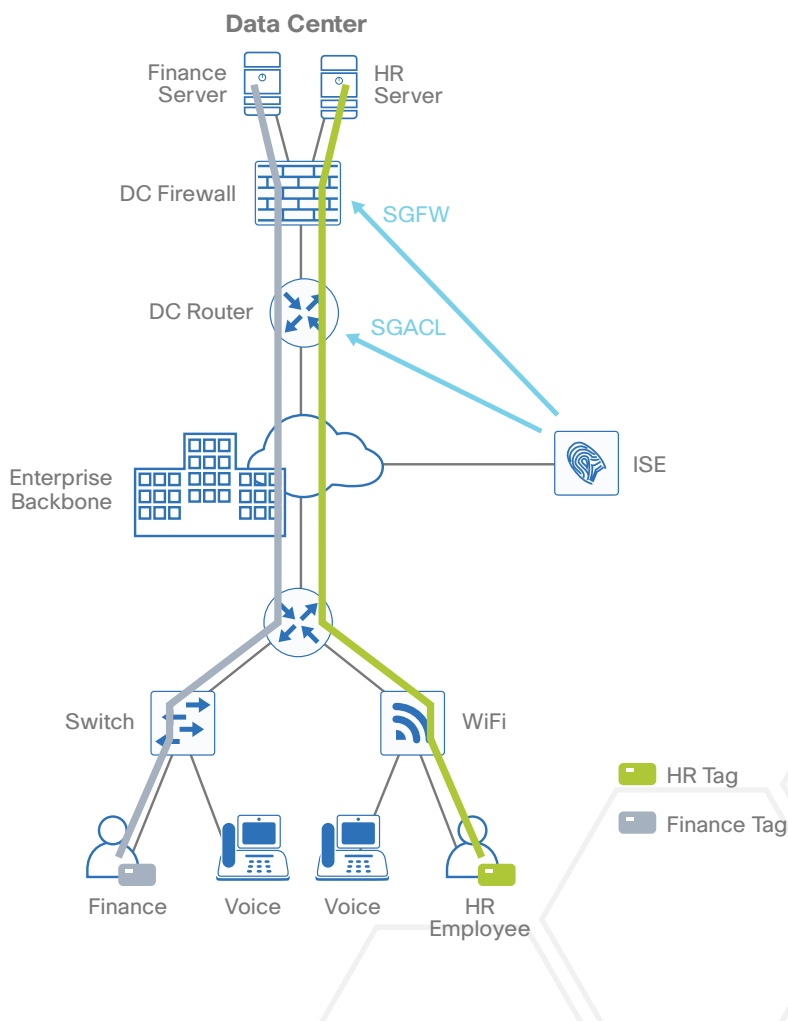 Data Center
Finance
Server
HR
Server
DC Firewall
SGFW
DC Router
SGACL
Enterprise
Backbone
ISE
Switch
WiFi
HR Tag
Finance Tag
Finance
Voice
Voice
HR
Employee